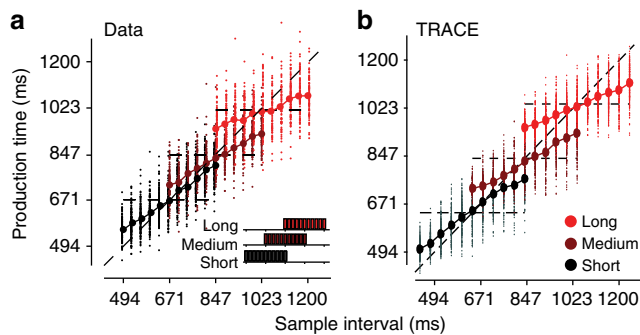 a Data
Production time (ms)
1200
1023
847
671
494
Long
Medium
Short
494 671 847 1023 1200
b TRACE
1200
1023
847
671
494
Long
Medium
Short
494 671 847 1023 1200
Sample interval (ms)